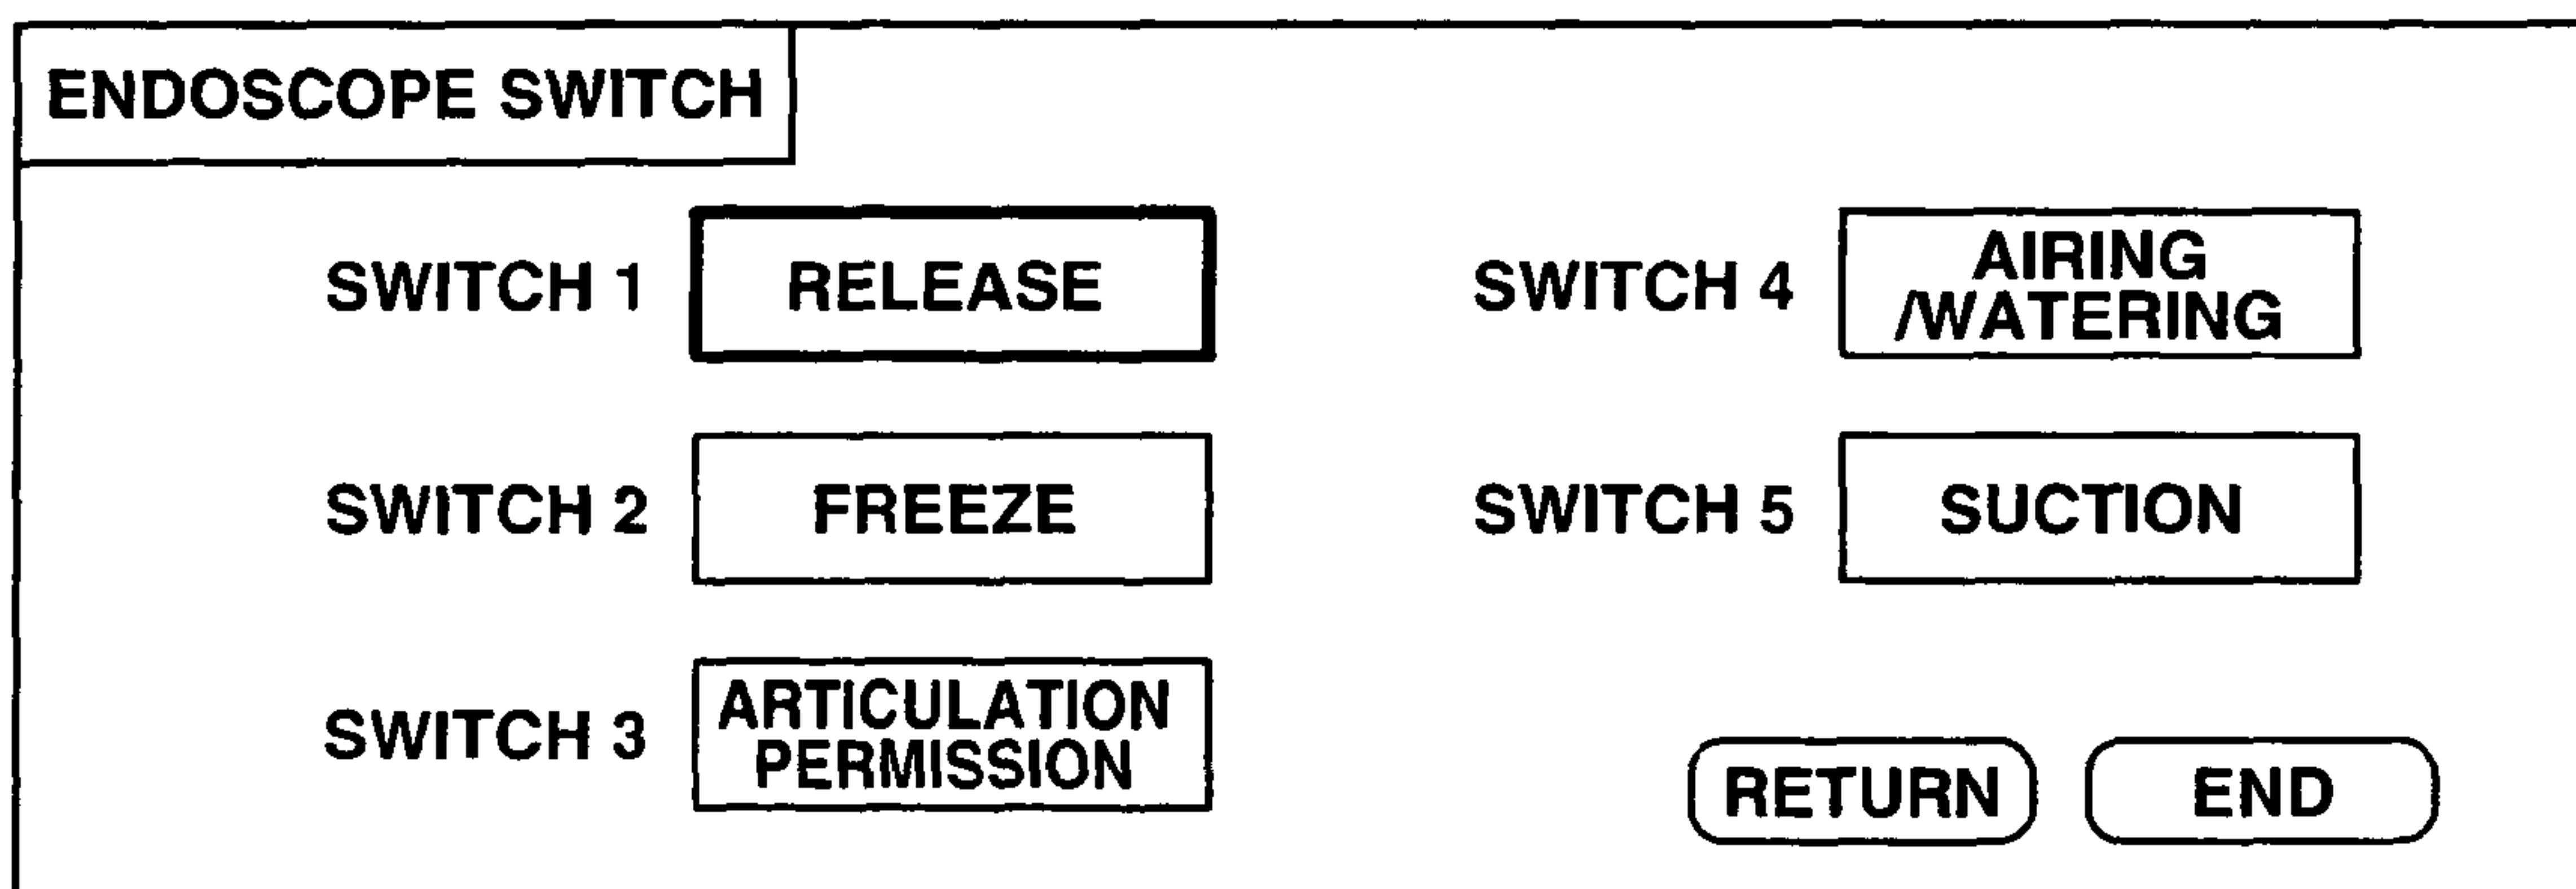 ENDOSCOPE SWITCH
SWITCH 1 RELEASE
SWITCH 2 FREEZE
SWITCH 3 ARTICULATION
PERMISSION
SWITCH 4 AIRING
/WATERING
SWITCH 5 SUCTION
RETURN END